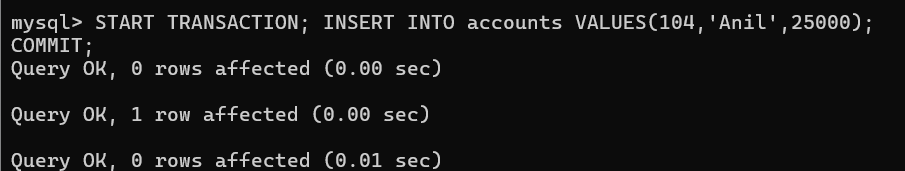 mysql> START TRANSACTION; INSERT INTO accounts VALUES(104,'Anil',25000);
COMMIT;
Query OK, 0 rows affected (0.00 sec)
Query OK, 1 row affected (0.00 sec)
Query OK, 0 rows affected (0.01 sec)